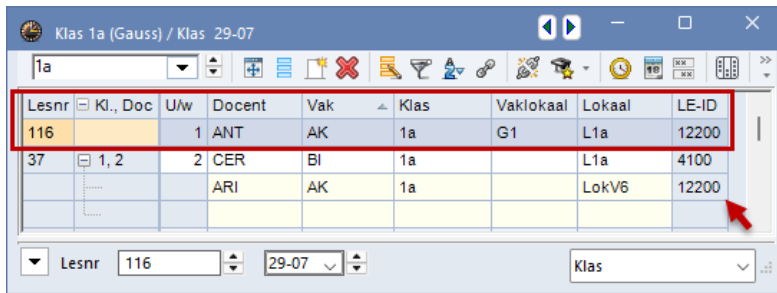 Klas 1a (Gauss) / Klas 29-07
1a
Lesnr Kl., Doc U/w Docent Vak Klas Vaklokaal Lokaal LE-ID
116 1 ANT AK 1a G1 L1a 12200
37 1, 2 2 CER BI 1a L1a 4100
ARI AK 1a LokV6 12200
Lesnr 116 29-07 Klas